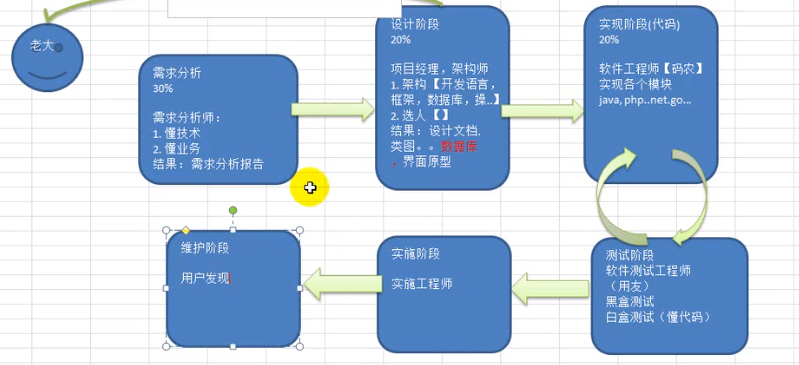 老大
需求分析
30%
需求分析师：
1. 懂技术
2. 懂业务
结果：需求分析报告
设计阶段
20%
项目经理，架构师
1. 架构【开发语言，
框架，数据库，操..】
2. 选人【】
结果：设计文档.
类图。。数据库
，界面原型
实现阶段(代码)
20%
软件工程师【码农】
实现各个模块
java, php..net.go...
测试阶段
软件测试工程师
（用友）
黑盒测试
白盒测试（懂代码）
实施阶段
实施工程师
维护阶段
用户发现